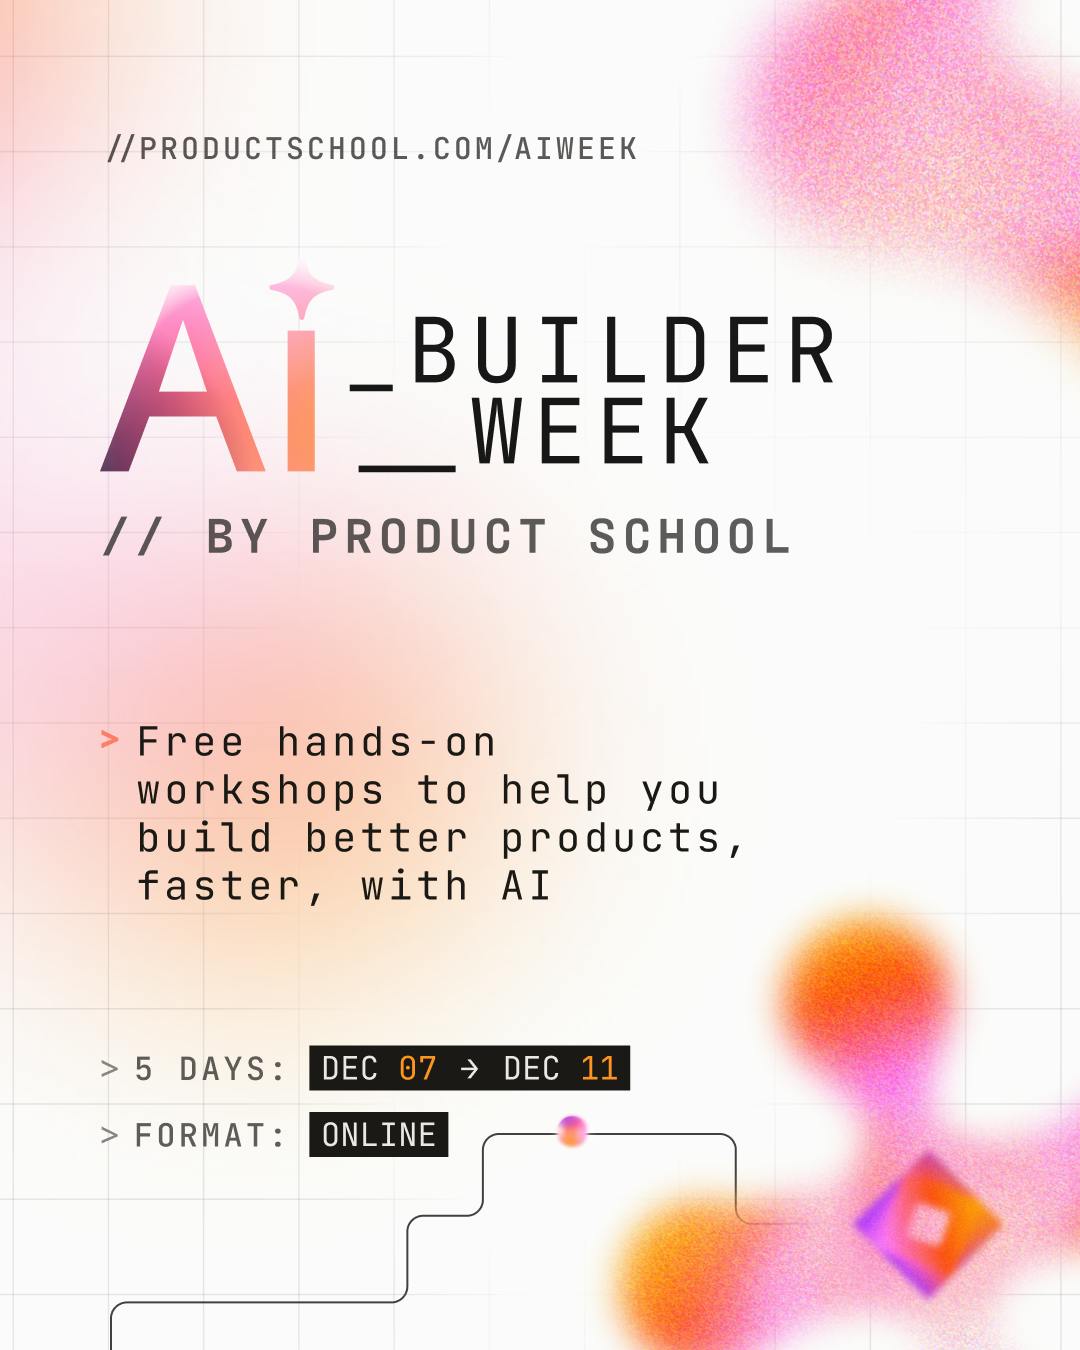 //PRODUCTSCHOOL.COM/AIWEEK
Ai _BUILDER
__WEEK
// BY PRODUCT SCHOOL
> Free hands-on
workshops to help you
build better products,
faster, with AI
> 5 DAYS: DEC 07 → DEC 11
> FORMAT: ONLINE